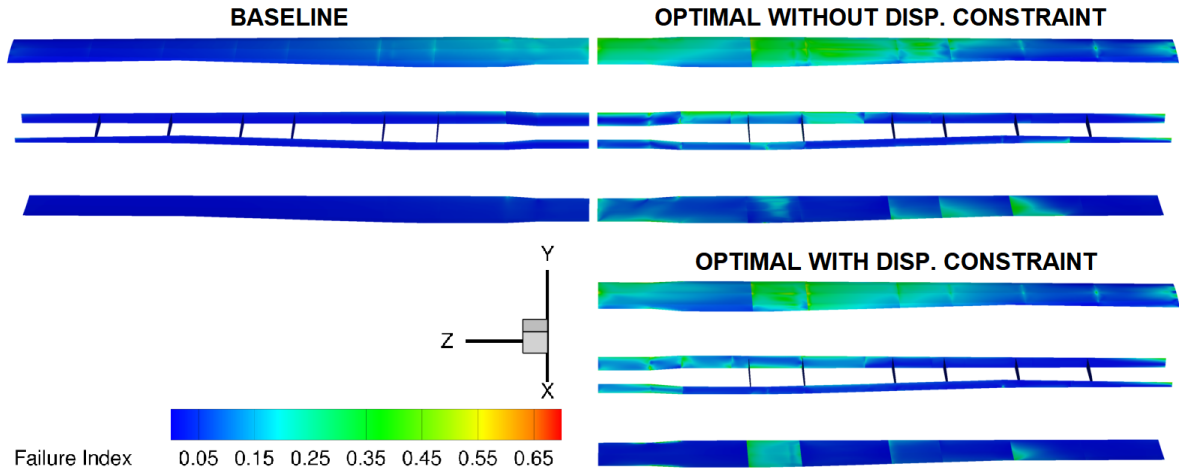 BASELINE
OPTIMAL WITHOUT DISP. CONSTRAINT
OPTIMAL WITH DISP. CONSTRAINT
Y
Z
X
Failure Index 0.05 0.15 0.25 0.35 0.45 0.55 0.65